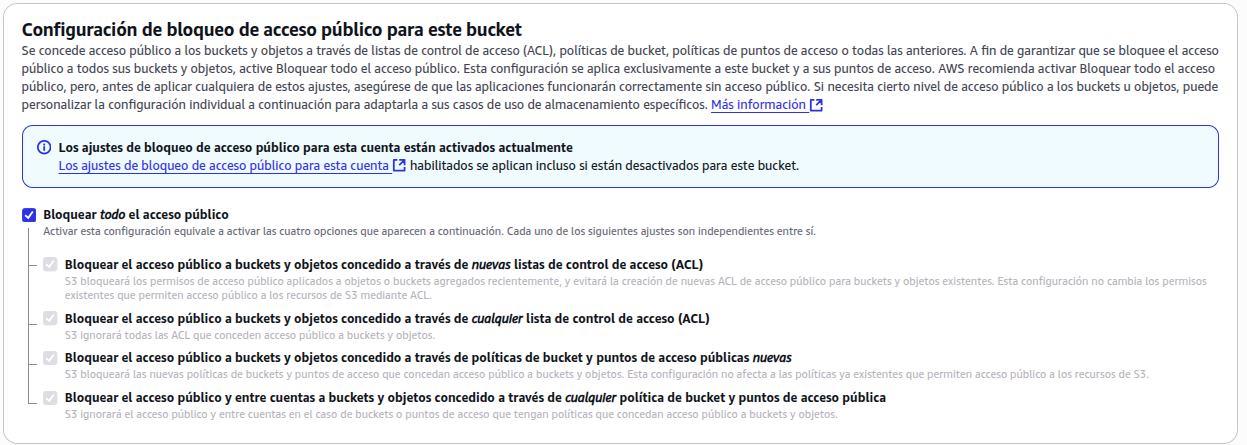 Configuración de bloqueo de acceso público para este bucket
Se concede acceso público a los buckets y objetos a través de listas de control de acceso (ACL), políticas de bucket, políticas de puntos de acceso o todas las anteriores. A fin de garantizar que se bloquee el acceso
público a todos sus buckets y objetos, active Bloquear todo el acceso público. Esta configuración se aplica exclusivamente a este bucket y a sus puntos de acceso. AWS recomienda activar Bloquear todo el acceso
público, pero, antes de aplicar cualquiera de estos ajustes, asegúrese de que las aplicaciones funcionarán correctamente sin acceso público. Si necesita cierto nivel de acceso público a los buckets u objetos, puede
personalizar la configuración individual a continuación para adaptarla a sus casos de uso de almacenamiento específicos. Más información
Los ajustes de bloqueo de acceso público para esta cuenta están activados actualmente
Los ajustes de bloqueo de acceso público para esta cuenta habilitados se aplican incluso si están desactivados para este bucket.
Bloquear todo el acceso público
Activar esta configuración equivale a activar las cuatro opciones que aparecen a continuación. Cada uno de los siguientes ajustes son independientes entre sí.
Bloquear el acceso público a buckets y objetos concedido a través de nuevas listas de control de acceso (ACL)
S3 bloqueará los permisos de acceso público aplicados a objetos o buckets agregados recientemente, y evitará la creación de nuevas ACL de acceso público para buckets y objetos existentes. Esta configuración no cambia los permisos
existentes que permiten acceso público a los recursos de S3 mediante ACL.
Bloquear el acceso público a buckets y objetos concedido a través de cualquier lista de control de acceso (ACL)
S3 ignorará todas las ACL que conceden acceso público a buckets y objetos.
Bloquear el acceso público a buckets y objetos concedido a través de políticas de bucket y puntos de acceso públicas nuevas
S3 bloqueará las nuevas políticas de buckets y puntos de acceso que concedan acceso público a buckets y objetos. Esta configuración no afecta a las políticas ya existentes que permiten acceso público a los recursos de S3.
Bloquear el acceso público y entre cuentas a buckets y objetos concedido a través de cualquier política de bucket y puntos de acceso pública
S3 ignorará el acceso público y entre cuentas en el caso de buckets o puntos de acceso que tengan políticas que concedan acceso público a buckets y objetos.